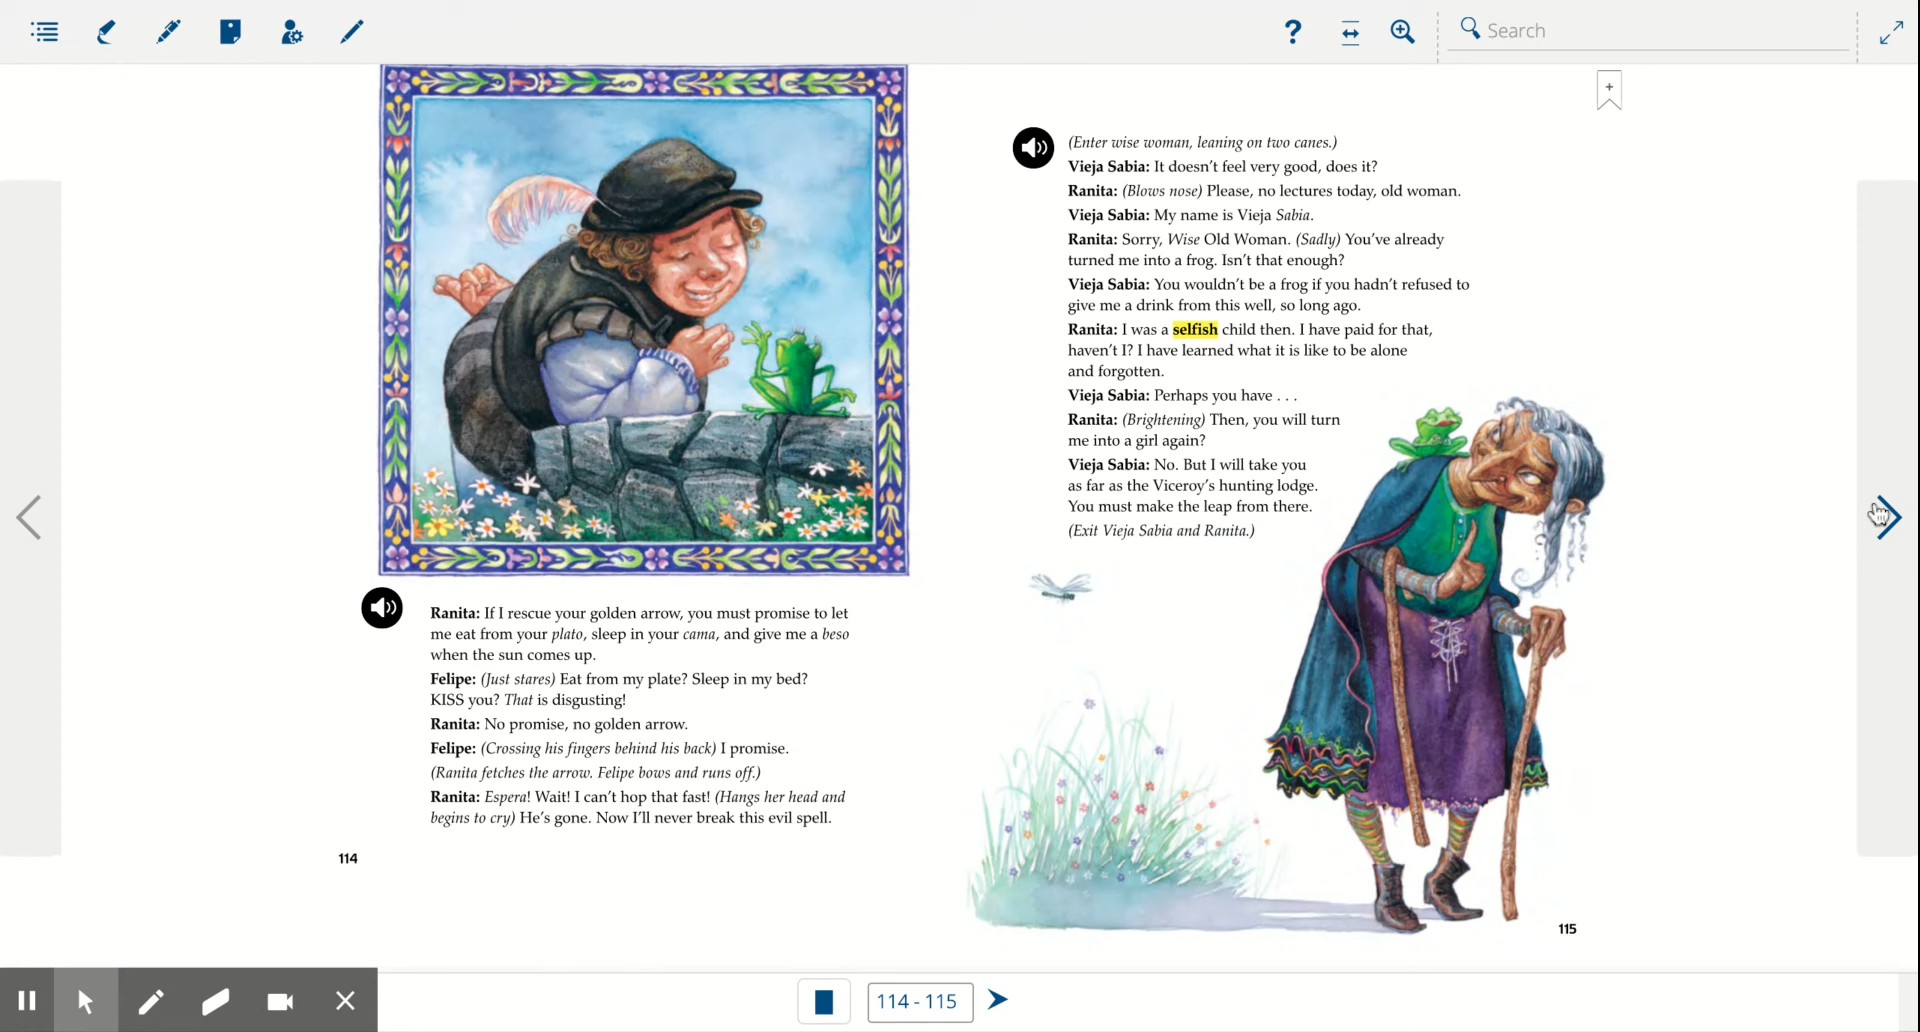 ? Search
+
Ranita: If I rescue your golden arrow, you must promise to let
me eat from your plato, sleep in your cama, and give me a beso
when the sun comes up.
Felipe: (Just stares) Eat from my plate? Sleep in my bed?
KISS you? That is disgusting!
Ranita: No promise, no golden arrow.
Felipe: (Crossing his fingers behind his back) I promise.
(Ranita fetches the arrow. Felipe bows and runs off.)
Ranita: Espera! Wait! I can't hop that fast! (Hangs her head and
begins to cry) He's gone. Now I'll never break this evil spell.
114
(Enter wise woman, leaning on two canes.)
Vieja Sabia: It doesn't feel very good, does it?
Ranita: (Blows nose) Please, no lectures today, old woman.
Vieja Sabia: My name is Vieja Sabia.
Ranita: Sorry, Wise Old Woman. (Sadly) You've already
turned me into a frog. Isn't that enough?
Vieja Sabia: You wouldn't be a frog if you hadn't refused to
give me a drink from this well, so long ago.
Ranita: I was a selfish child then. I have paid for that,
haven't I? I have learned what it is like to be alone
and forgotten.
Vieja Sabia: Perhaps you have . . .
Ranita: (Brightening) Then, you will turn
me into a girl again?
Vieja Sabia: No. But I will take you
as far as the Viceroy's hunting lodge.
You must make the leap from there.
(Exit Vieja Sabia and Ranita.)
115
114 - 115